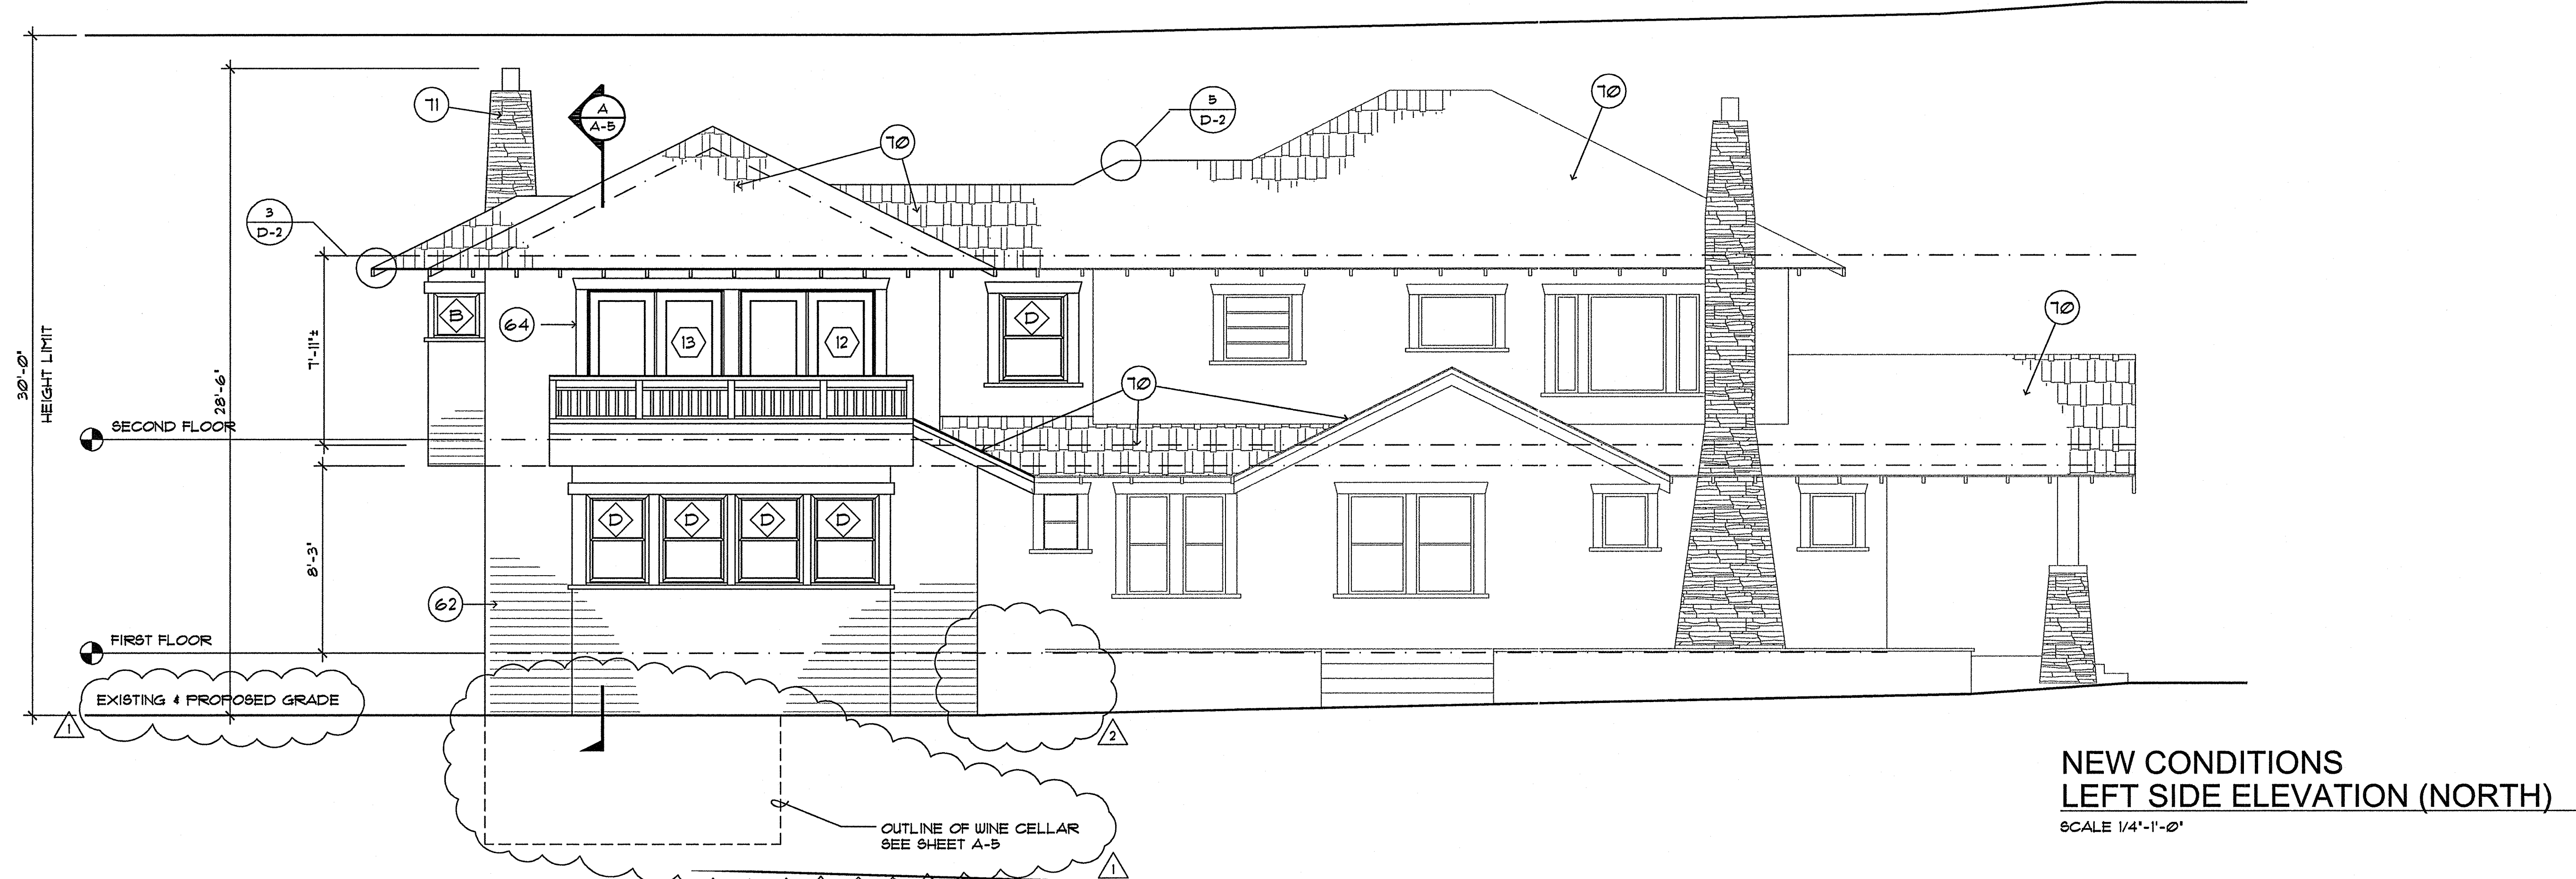 71
A
A-5
5
D-2
70
70
3
D-2
70
30'-0"
HEIGHT LIMIT
28'-6"
7'-11"±
B
64
13
12
D
70
SECOND FLOOR
8'-3"
D
D
D
D
62
FIRST FLOOR
EXISTING & PROPOSED GRADE
1
2
OUTLINE OF WINE CELLAR
SEE SHEET A-5
1
NEW CONDITIONS
LEFT SIDE ELEVATION (NORTH)
SCALE 1/4"-1'-0"